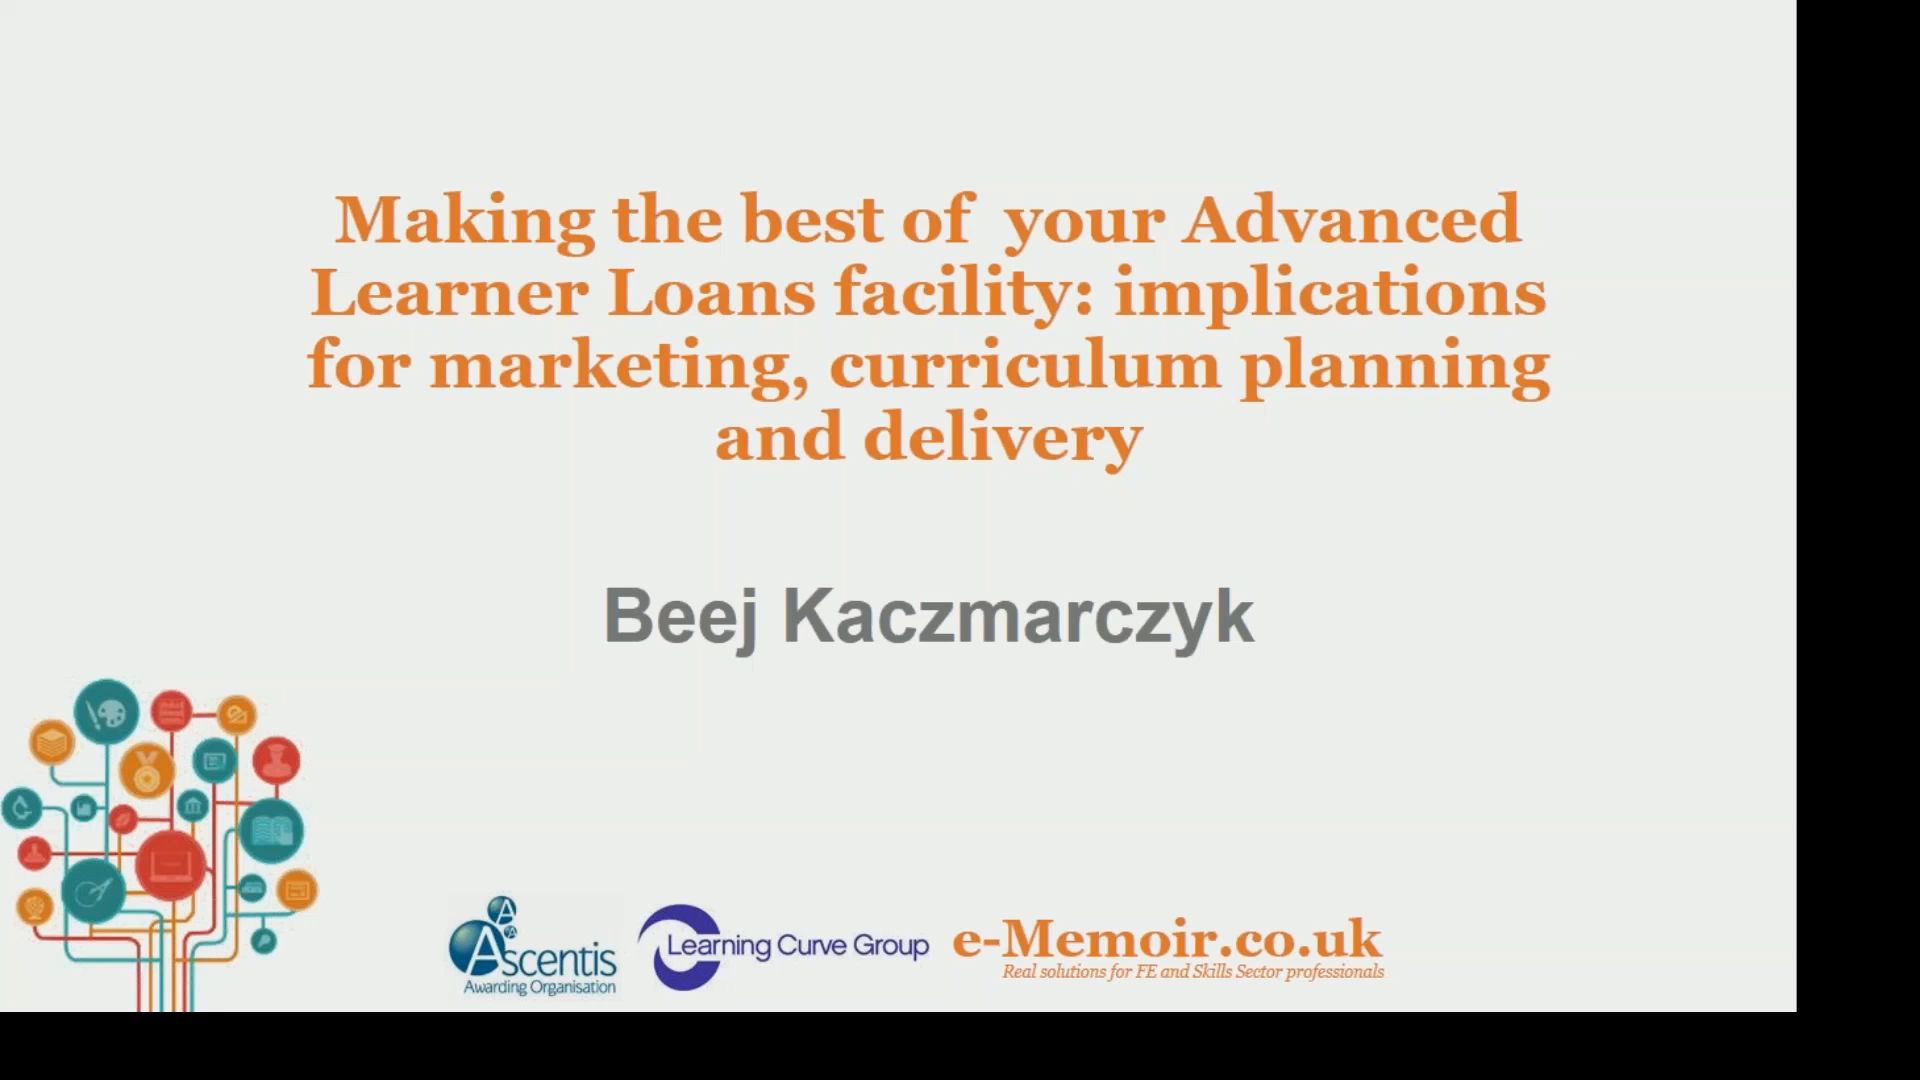 Making the best of your Advanced
Learner Loans facility: implications
for marketing, curriculum planning
and delivery
Beej Kaczmarczyk
A
A
Ascentis
Awarding Organisation
Learning Curve Group
e-Memoir.co.uk
Real solutions for FE and Skills Sector professionals